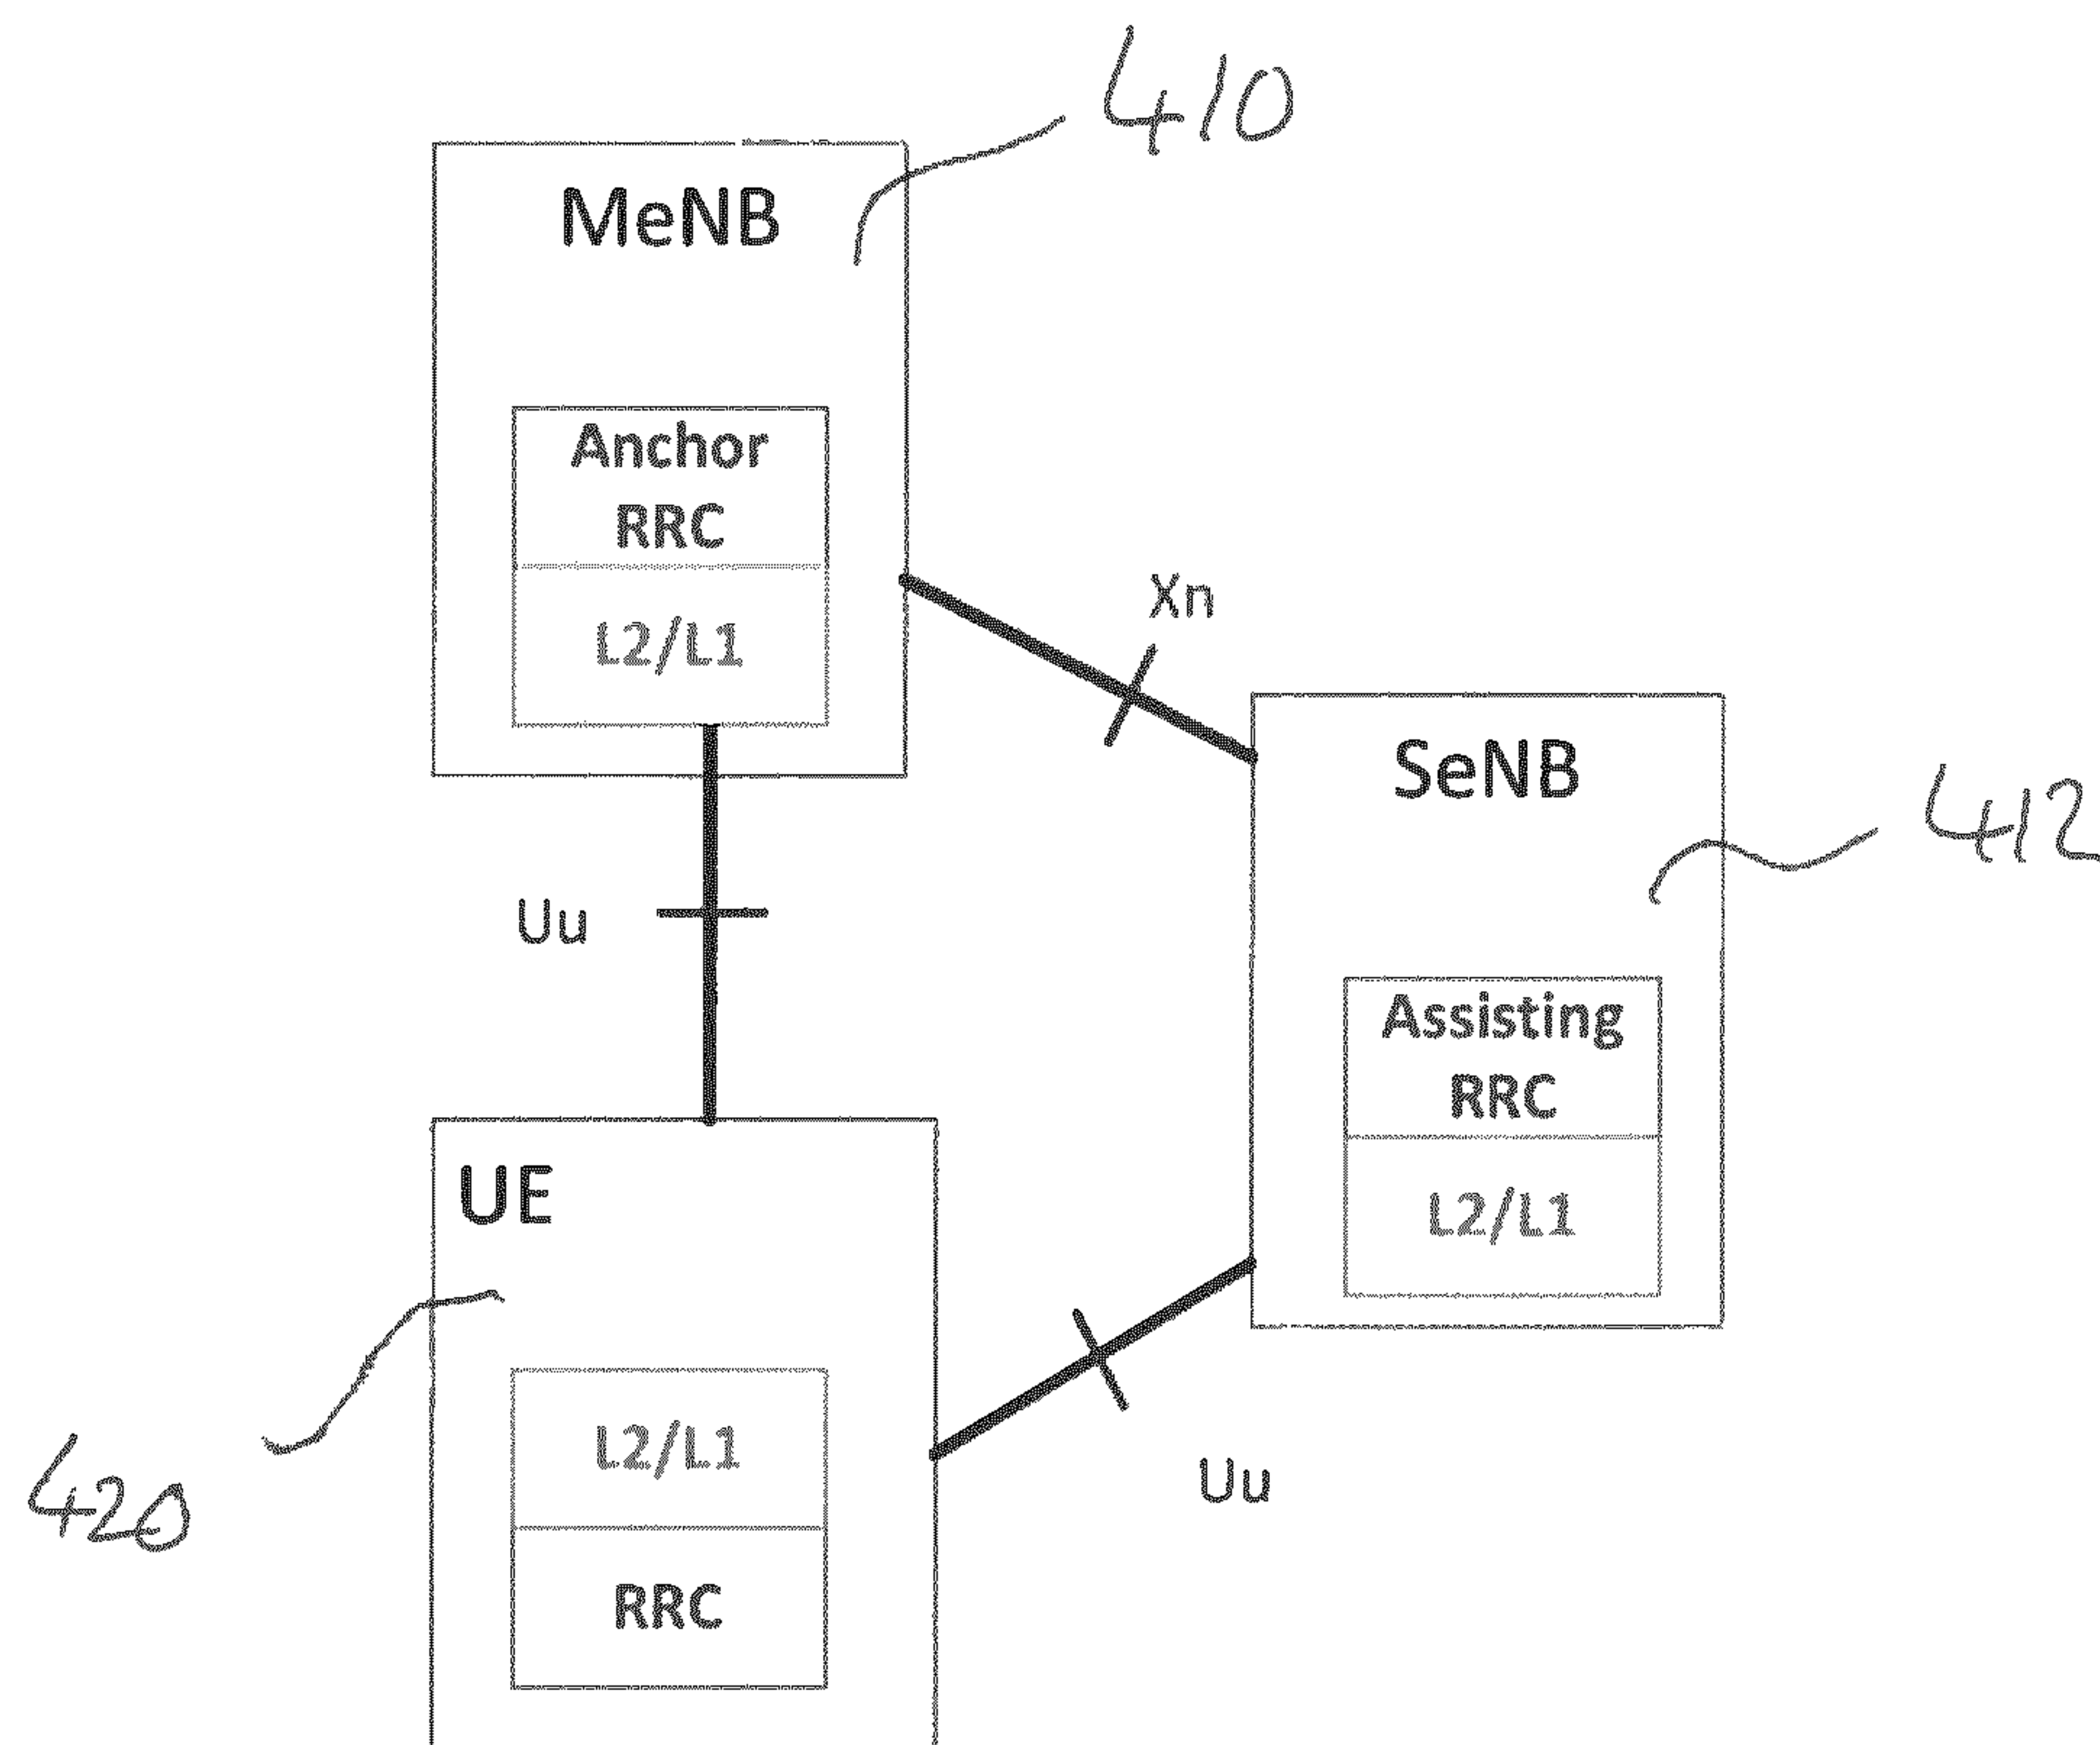 410
MeNB
Anchor
RRC
L2/L1
Xn
SeNB
412
Uu
Assisting
RRC
L2/L1
UE
420
L2/L1
RRC
Uu